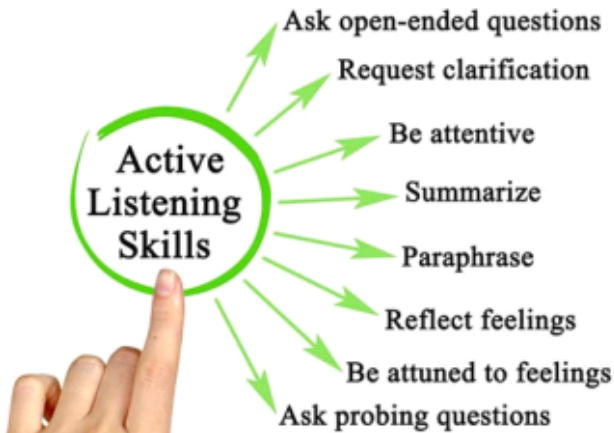 Active
Listening
Skills
Ask open-ended questions
Request clarification
Be attentive
Summarize
Paraphrase
Reflect feelings
Be attuned to feelings
Ask probing questions